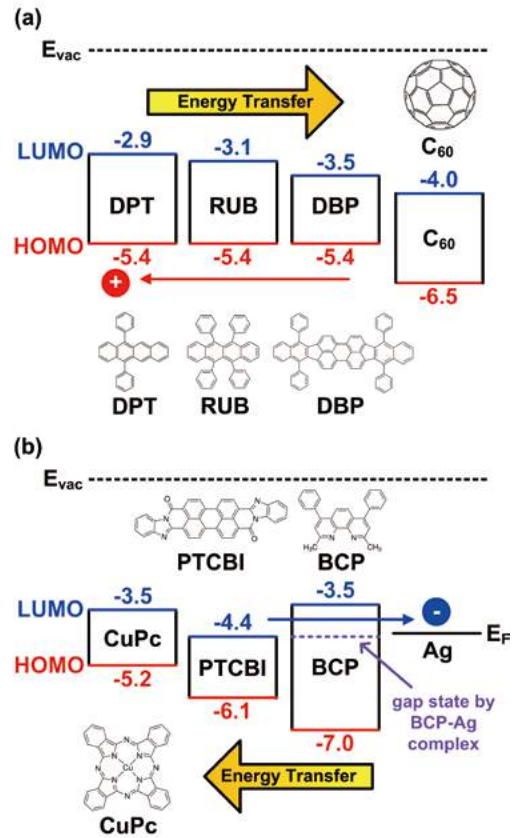 (a)
Evac
Energy Transfer
C60
LUMO -2.9 -3.1 -3.5 -4.0
DPT RUB DBP C60
HOMO -5.4 -5.4 -5.4 -6.5
+
DPT RUB DBP
(b)
Evac
O
N N
N N
O
N N
H3C CH3
PTCBI BCP
LUMO -3.5 -4.4 -3.5 -
CuPc PTCBI BCP Ag EF
HOMO -5.2 -6.1 -7.0
gap state by
BCP-Ag
complex
Energy Transfer
N N N
N Cu N
N N N
CuPc